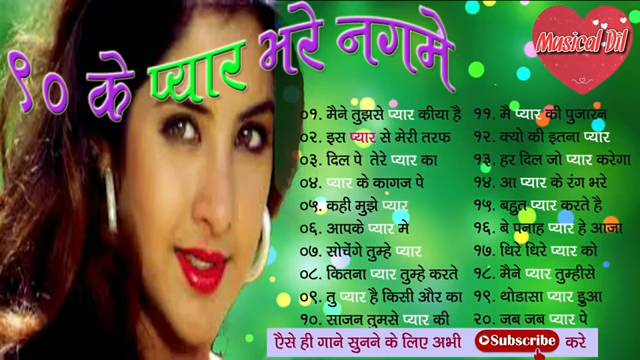 ९० के प्यार भरे नगमे
Musical Dil
०१. मैने तुझसे प्यार कीया है
०२. इस प्यार से मेरी तरफ
०३. दिल पे तेरे प्यार का
०४. प्यार के कागज पे
०५. कही मुझे प्यार
०६. आपके प्यार मे
०७. सोचेंगे तुम्हे प्यार
०८. कितना प्यार तुम्हे करते
०९. तु प्यार है किसी और का
१०. साजन तुमसे प्यार की
११. मै प्यार की पुजारन
१२. क्यो की इतना प्यार
१३. हर दिल जो प्यार करेगा
१४. आ प्यार के रंग भरे
१५. बहुत प्यार करते है
१६. बे पनाह प्यार हे आजा
१७. धिरे धिरे प्यार को
१८. मैने प्यार तुम्हीसे
१९. थोडासा प्यार हुआ
२०. जब जब प्यार पे
ऐसे ही गाने सुनने के लिए अभी Subscribe करे